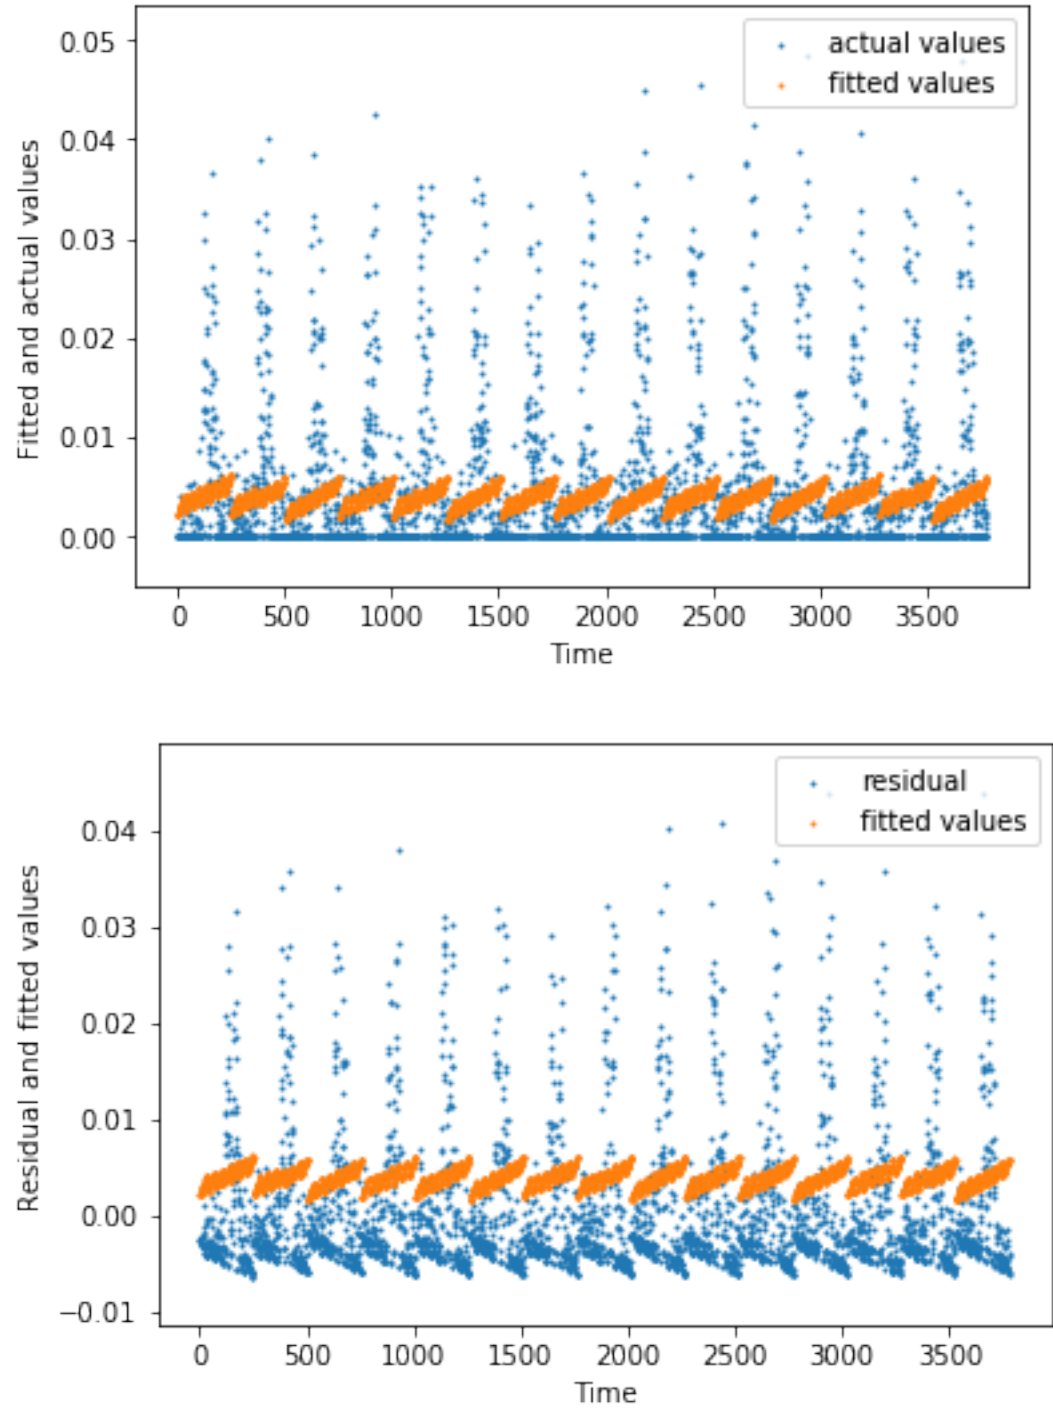 actual values
fitted values
Fitted and actual values
0.05
0.04
0.03
0.02
0.01
0.00
0 500 1000 1500 2000 2500 3000 3500
Time
residual
fitted values
Residual and fitted values
0.04
0.03
0.02
0.01
0.00
−0.01
0 500 1000 1500 2000 2500 3000 3500
Time